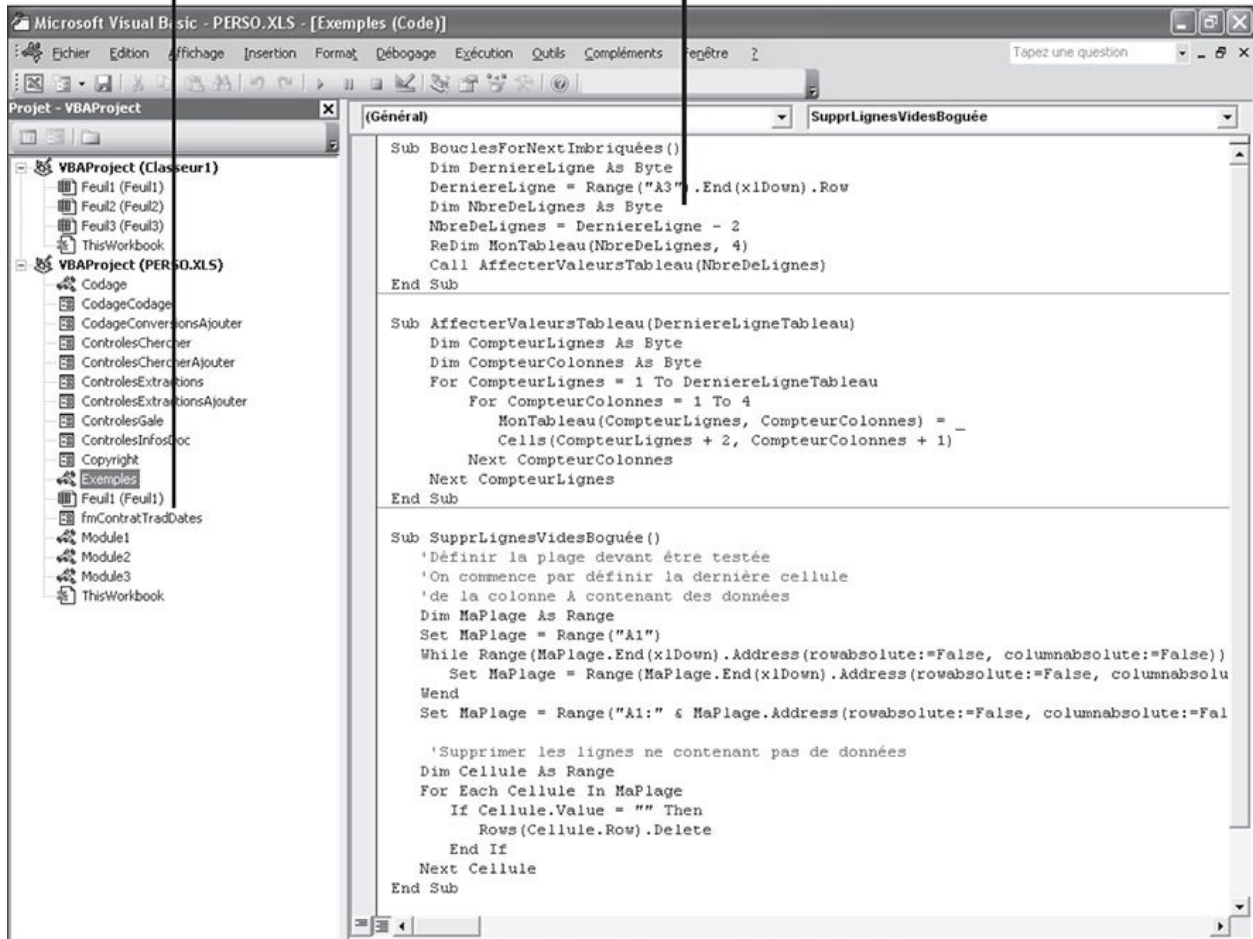 Microsoft Visual Basic - PERSO.XLS - [Exemples (Code)]
Fichier Edition Affichage Insertion Format Débogage Exécution Outils Compléments Fenêtre ? Tapez une question
Projet - VBAProject
(Général) SupprLignesVidesBoguée
VBAProject (Classeur1)
Feuil1 (Feuil1)
Feuil2 (Feuil2)
Feuil3 (Feuil3)
ThisWorkbook
VBAProject (PERSO.XLS)
Codage
CodageCodage
CodageConversionsAjouter
ControlesChercher
ControlesChercherAjouter
ControlesExtractions
ControlesExtractionsAjouter
ControlesGale
ControlesInfosDoc
Copyright
Exemples
Feuil1 (Feuil1)
fmContratTradDates
Module1
Module2
Module3
ThisWorkbook
Sub BouclesForNextImbriquées()
Dim DerniereLigne As Byte
DerniereLigne = Range("A3").End(xlDown).Row
Dim NbreDeLignes As Byte
NbreDeLignes = DerniereLigne - 2
ReDim MonTableau(NbreDeLignes, 4)
Call AffecterValeursTableau(NbreDeLignes)
End Sub
Sub AffecterValeursTableau(DerniereLigneTableau)
Dim CompteurLignes As Byte
Dim CompteurColonnes As Byte
For CompteurLignes = 1 To DerniereLigneTableau
For CompteurColonnes = 1 To 4
MonTableau(CompteurLignes, CompteurColonnes) = _
Cells(CompteurLignes + 2, CompteurColonnes + 1)
Next CompteurColonnes
Next CompteurLignes
End Sub
Sub SupprLignesVidesBoguée()
'Définir la plage devant être testée
'On commence par définir la dernière cellule
'de la colonne A contenant des données
Dim MaPlage As Range
Set MaPlage = Range("A1")
While Range(MaPlage.End(xlDown).Address(rowabsolute:=False, columnabsolute:=False))
Set MaPlage = Range(MaPlage.End(xlDown).Address(rowabsolute:=False, columnabsolu
Wend
Set MaPlage = Range("A1:" & MaPlage.Address(rowabsolute:=False, columnabsolute:=Fal
'Supprimer les lignes ne contenant pas de données
Dim Cellule As Range
For Each Cellule In MaPlage
If Cellule.Value = "" Then
Rows(Cellule.Row).Delete
End If
Next Cellule
End Sub